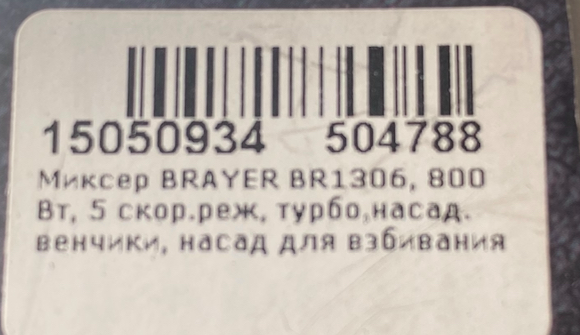 15050934 504788
Миксер BRAYER BR1306, 800
Вт, 5 скор.реж, турбо,насад.
венчики, насад для взбивания